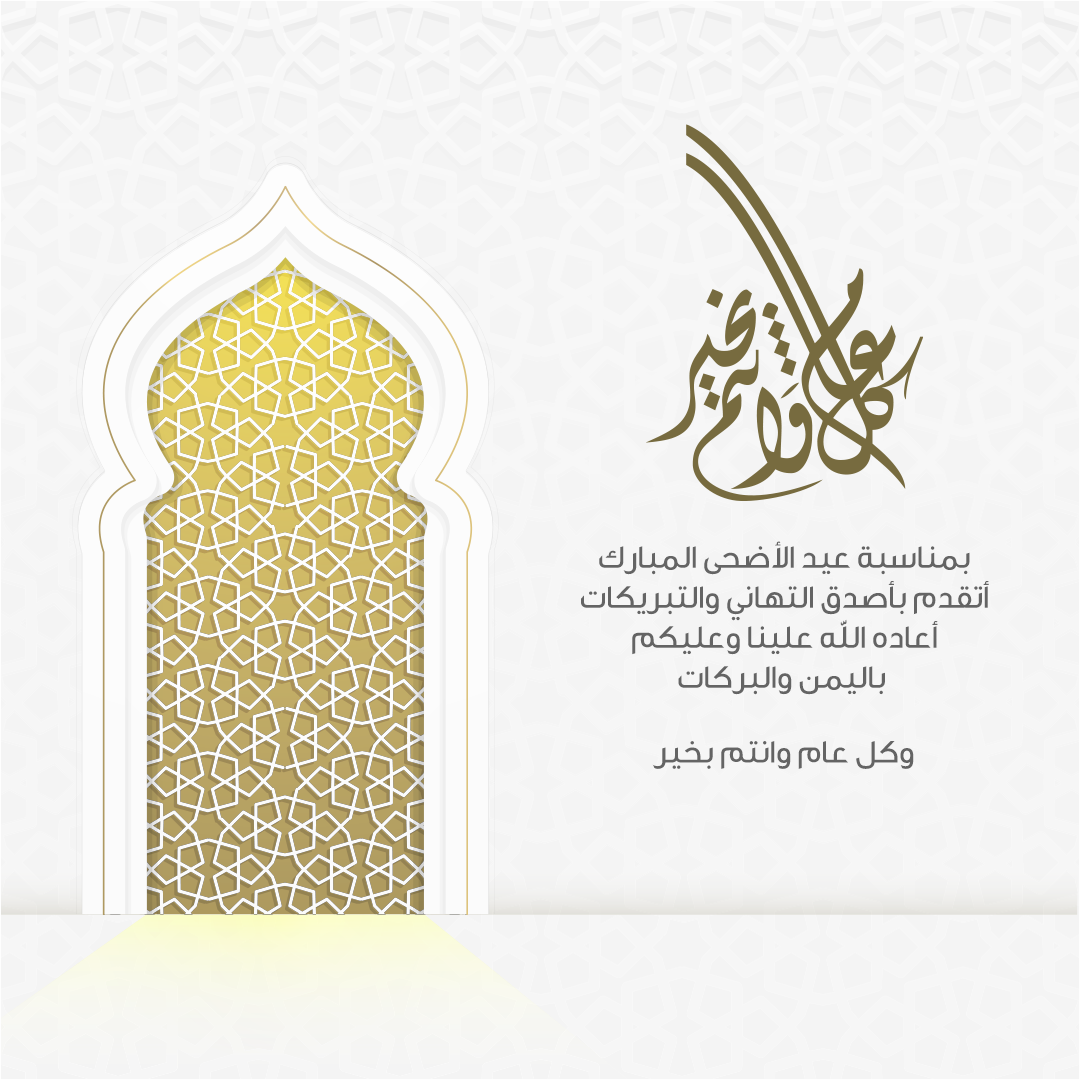 كل عام وانتم بخير
بمناسبة عيد الأضحى المبارك
أتقدم بأصدق التهاني والتبريكات
أعاده الله علينا وعليكم
باليمن والبركات
وكل عام وانتم بخير